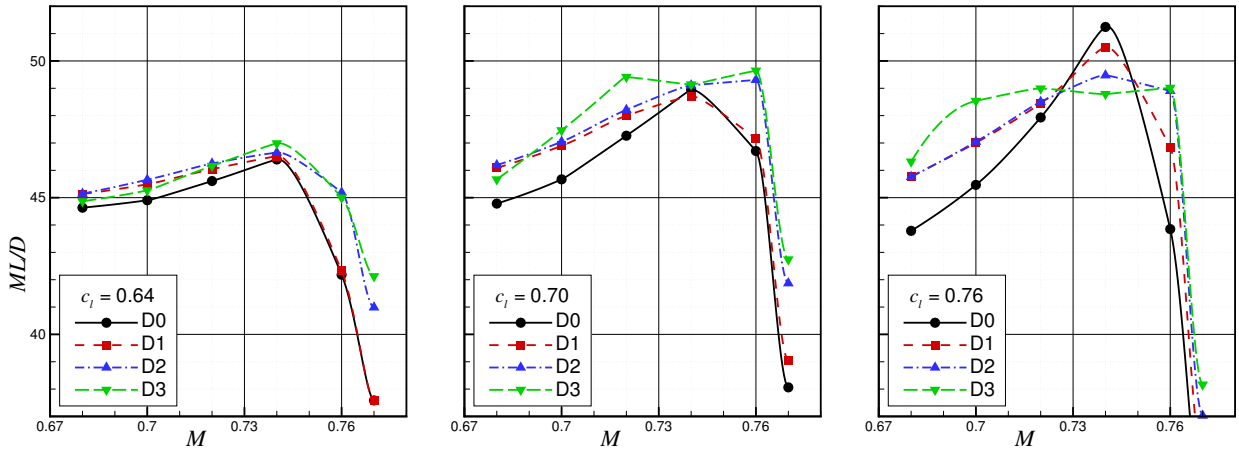 ML/D
50
45
40
c_l = 0.64
D0
D1
D2
D3
0.67 0.7 0.73 0.76
M
c_l = 0.70
D0
D1
D2
D3
0.67 0.7 0.73 0.76
M
c_l = 0.76
D0
D1
D2
D3
0.67 0.7 0.73 0.76
M